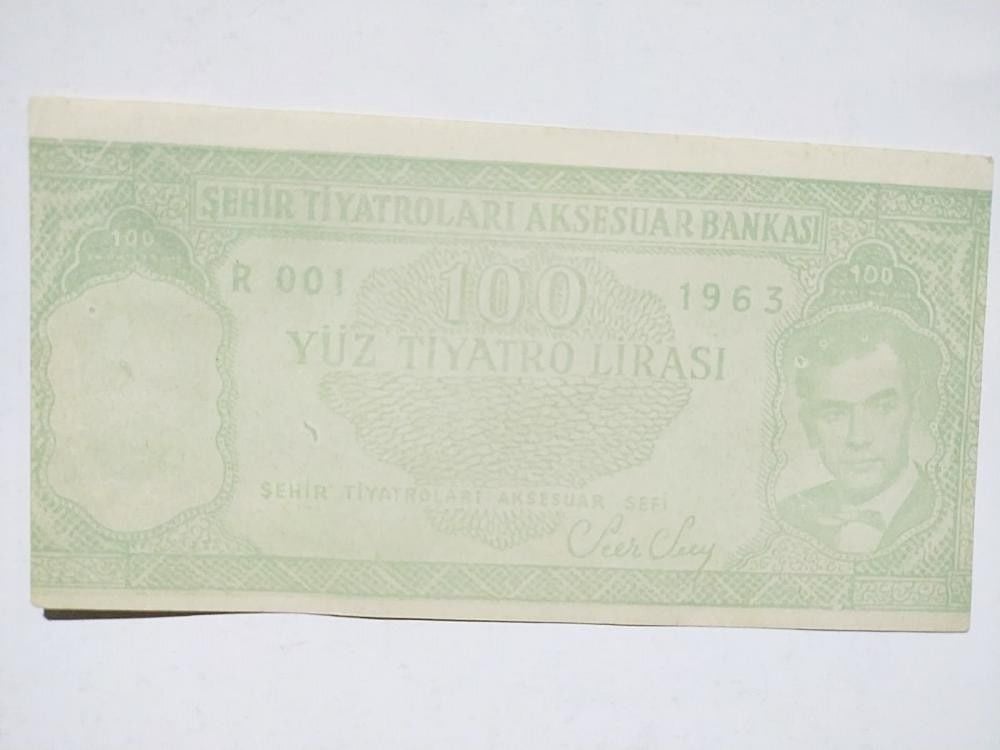 ŞEHİR TİYATROLARI AKSESUAR BANKASI
100
100
R 001
100
1963
YÜZ TİYATRO LİRASI
ŞEHİR TİYATROLARI AKSESUAR ŞEFİ